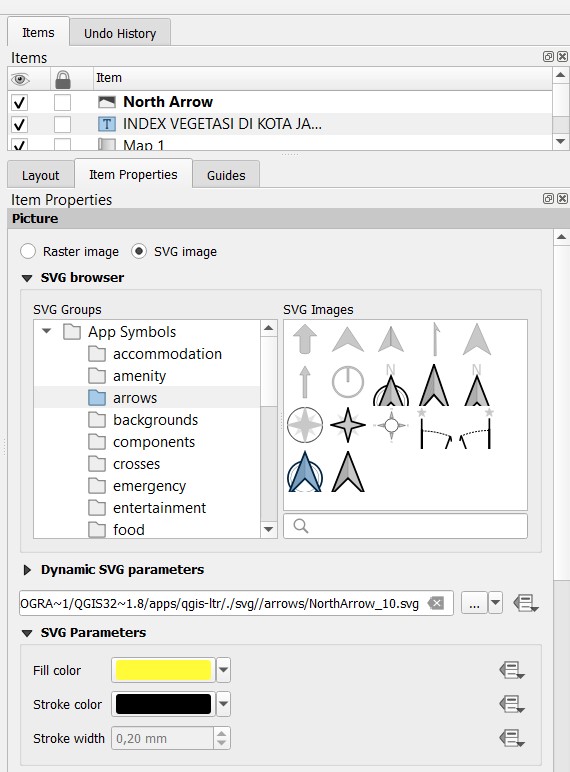 Items
Undo History
Items
Item
North Arrow
T INDEX VEGETASI DI KOTA JA...
Map 1
Layout
Item Properties
Guides
Item Properties
Picture
Raster image
SVG image
SVG browser
SVG Groups
SVG Images
App Symbols
accommodation
amenity
arrows
backgrounds
components
crosses
emergency
entertainment
food
N
N
N
Dynamic SVG parameters
OGRA~1/QGIS32~1.8/apps/qgis-ltr/./svg//arrows/NorthArrow_10.svg
...
SVG Parameters
Fill color
Stroke color
Stroke width
0,20 mm